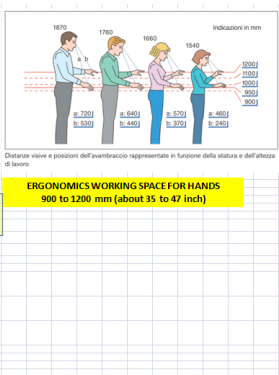 Indicazioni in mm
1870
1760
1660
1540
a b
1200
1100
1000
950
900
a: 720 a: 640 a: 570 a: 460
b: 530 b: 440 b: 370 b: 240
Distanze visive e posizioni dell'avambraccio rappresentate in funzione della statura e dell'altezza
di lavoro
ERGONOMICS WORKING SPACE FOR HANDS
900 to 1200 mm (about 35 to 47 inch)